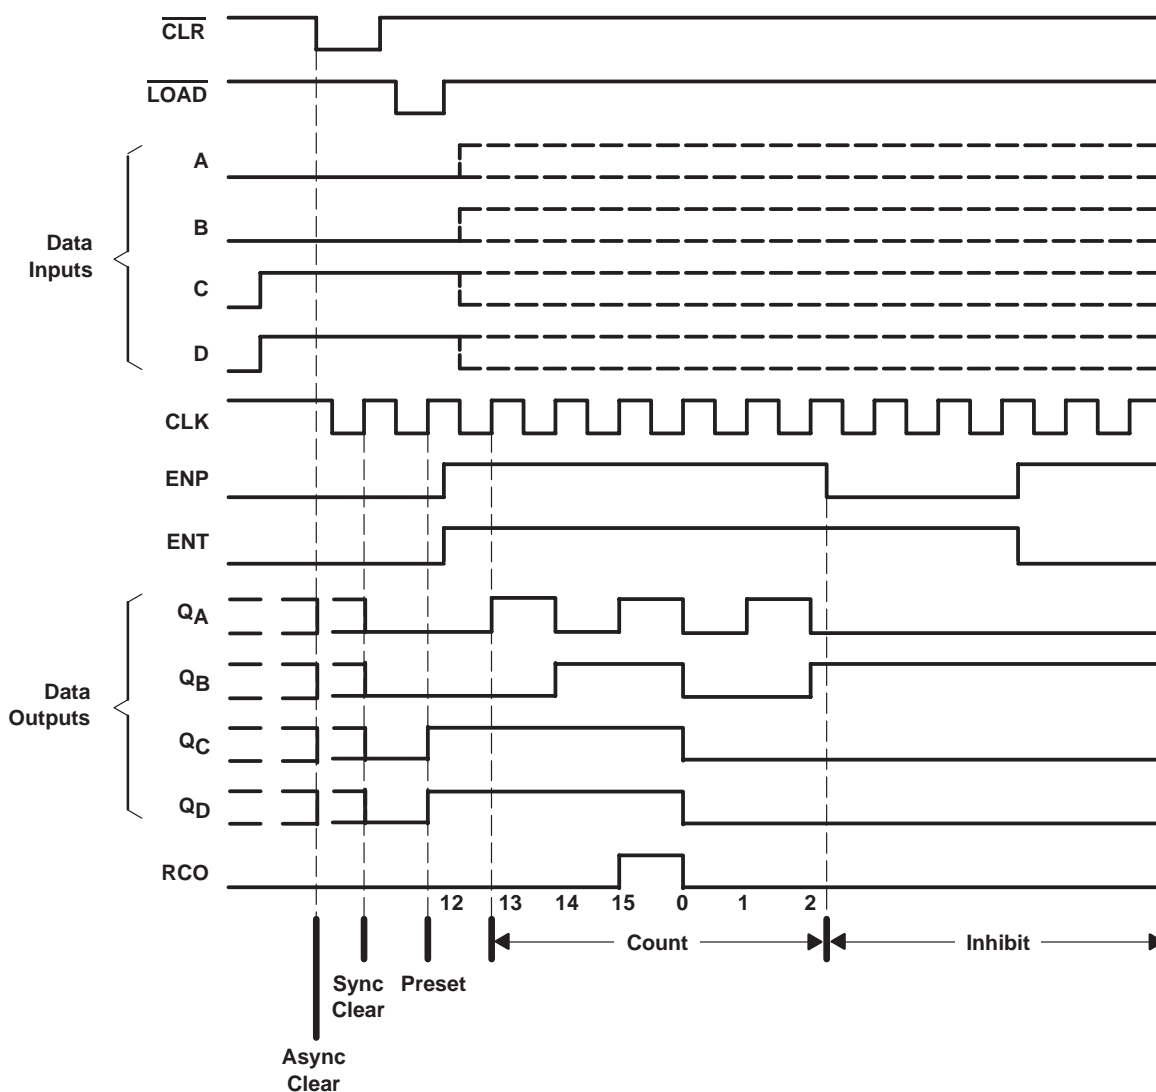 CLR
LOAD
A
B
Data
Inputs
C
D
CLK
ENP
ENT
QA
QB
Data
Outputs
QC
QD
RCO
12 13 14 15 0 1 2
Count Inhibit
Sync Preset
Clear
Async
Clear